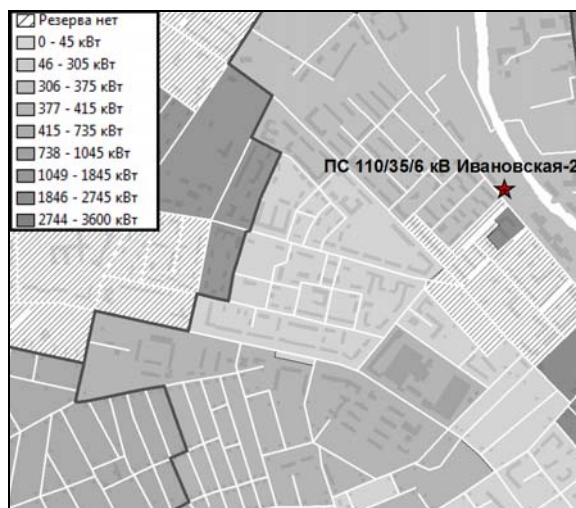 Резерва нет
0 - 45 кВт
46 - 305 кВт
306 - 375 кВт
377 - 415 кВт
415 - 735 кВт
738 - 1045 кВт
1049 - 1845 кВт
1846 - 2745 кВт
2744 - 3600 кВт
ПС 110/35/6 кВ Ивановская-2